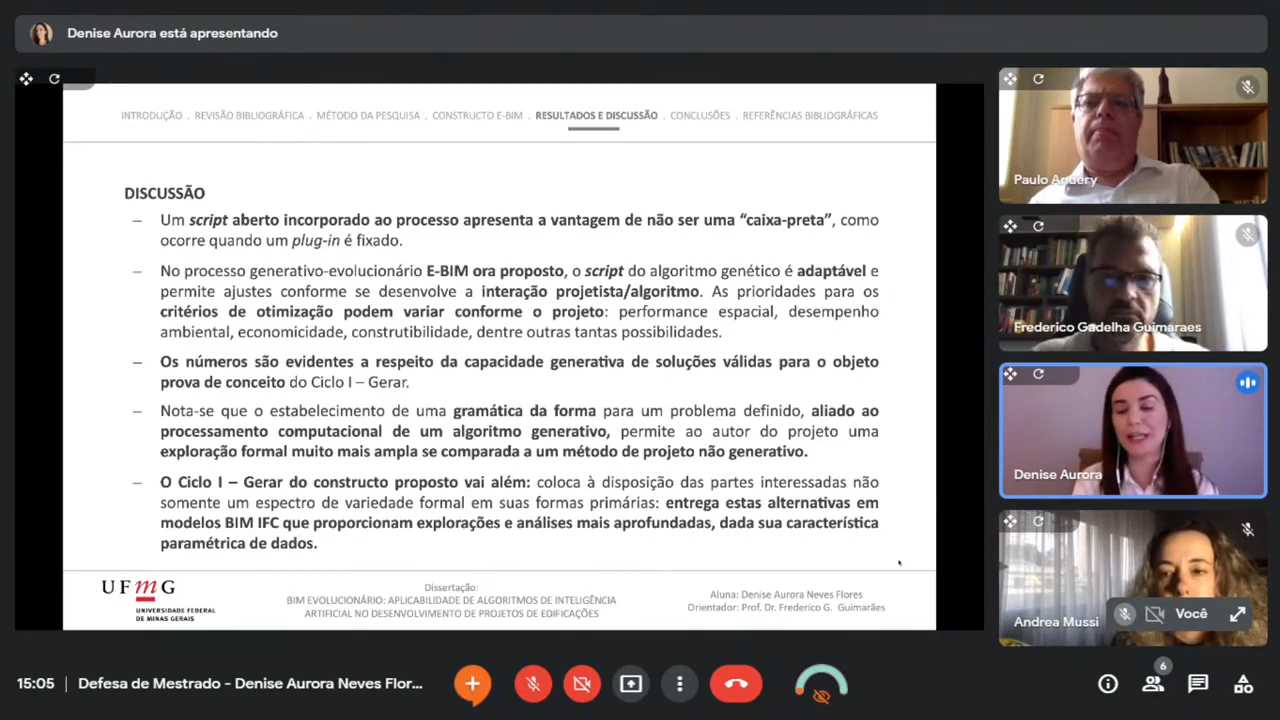 Denise Aurora está apresentando
INTRODUÇÃO . REVISÃO BIBLIOGRÁFICA . MÉTODO DA PESQUISA . CONSTRUCTO E-BIM . RESULTADOS E DISCUSSÃO . CONCLUSÕES . REFERÊNCIAS BIBLIOGRÁFICAS
DISCUSSÃO
– Um script aberto incorporado ao processo apresenta a vantagem de não ser uma “caixa-preta”, como
ocorre quando um plug-in é fixado.
– No processo generativo-evolucionário E-BIM ora proposto, o script do algoritmo genético é adaptável e
permite ajustes conforme se desenvolve a interação projetista/algoritmo. As prioridades para os
critérios de otimização podem variar conforme o projeto: performance espacial, desempenho
ambiental, economicidade, construtibilidade, dentre outras tantas possibilidades.
– Os números são evidentes a respeito da capacidade generativa de soluções válidas para o objeto
prova de conceito do Ciclo I – Gerar.
– Nota-se que o estabelecimento de uma gramática da forma para um problema definido, aliado ao
processamento computacional de um algoritmo generativo, permite ao autor do projeto uma
exploração formal muito mais ampla se comparada a um método de projeto não generativo.
– O Ciclo I – Gerar do constructo proposto vai além: coloca à disposição das partes interessadas não
somente um espectro de variedade formal em suas formas primárias: entrega estas alternativas em
modelos BIM IFC que proporcionam explorações e análises mais aprofundadas, dada sua característica
paramétrica de dados.
UFmG
UNIVERSIDADE FEDERAL
DE MINAS GERAIS
Dissertação:
BIM EVOLUCIONÁRIO: APLICABILIDADE DE ALGORITMOS DE INTELIGÊNCIA
ARTIFICIAL NO DESENVOLVIMENTO DE PROJETOS DE EDIFICAÇÕES
Aluna: Denise Aurora Neves Flores
Orientador: Prof. Dr. Frederico G. Guimarães
Paulo Andery
Frederico Gadelha Guimaraes
Denise Aurora
Andrea Mussi
Você
15:05 | Defesa de Mestrado - Denise Aurora Neves Flor...
6